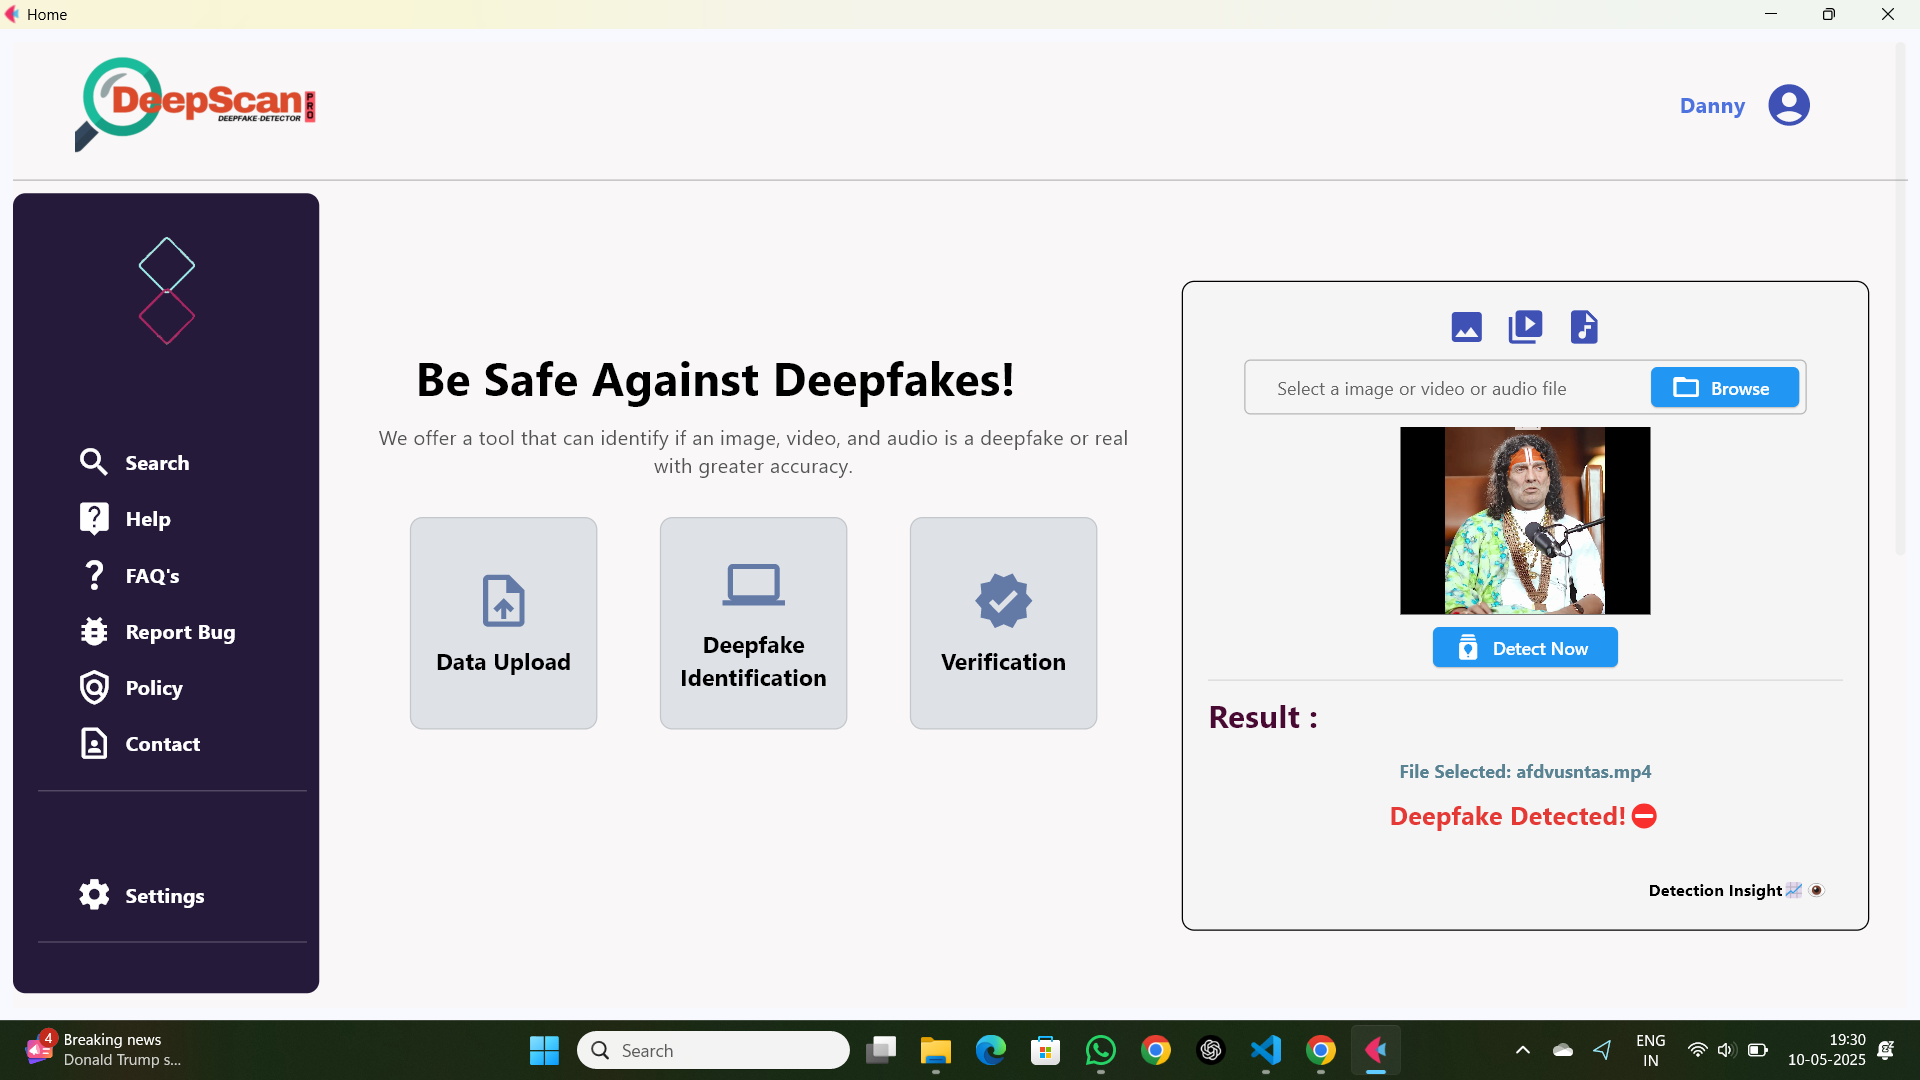 Home
DeepScan
PRO
DEEPFAKE-DETECTOR
Danny
Search
Help
FAQ's
Report Bug
Policy
Contact
Settings
Be Safe Against Deepfakes!
We offer a tool that can identify if an image, video, and audio is a deepfake or real
with greater accuracy.
Data Upload
Deepfake
Identification
Verification
Select a image or video or audio file
Browse
Detect Now
Result :
File Selected: afdvusntas.mp4
Deepfake Detected!
Detection Insight
4
Breaking news
Donald Trump s...
Search
ENG
IN
19:30
10-05-2025